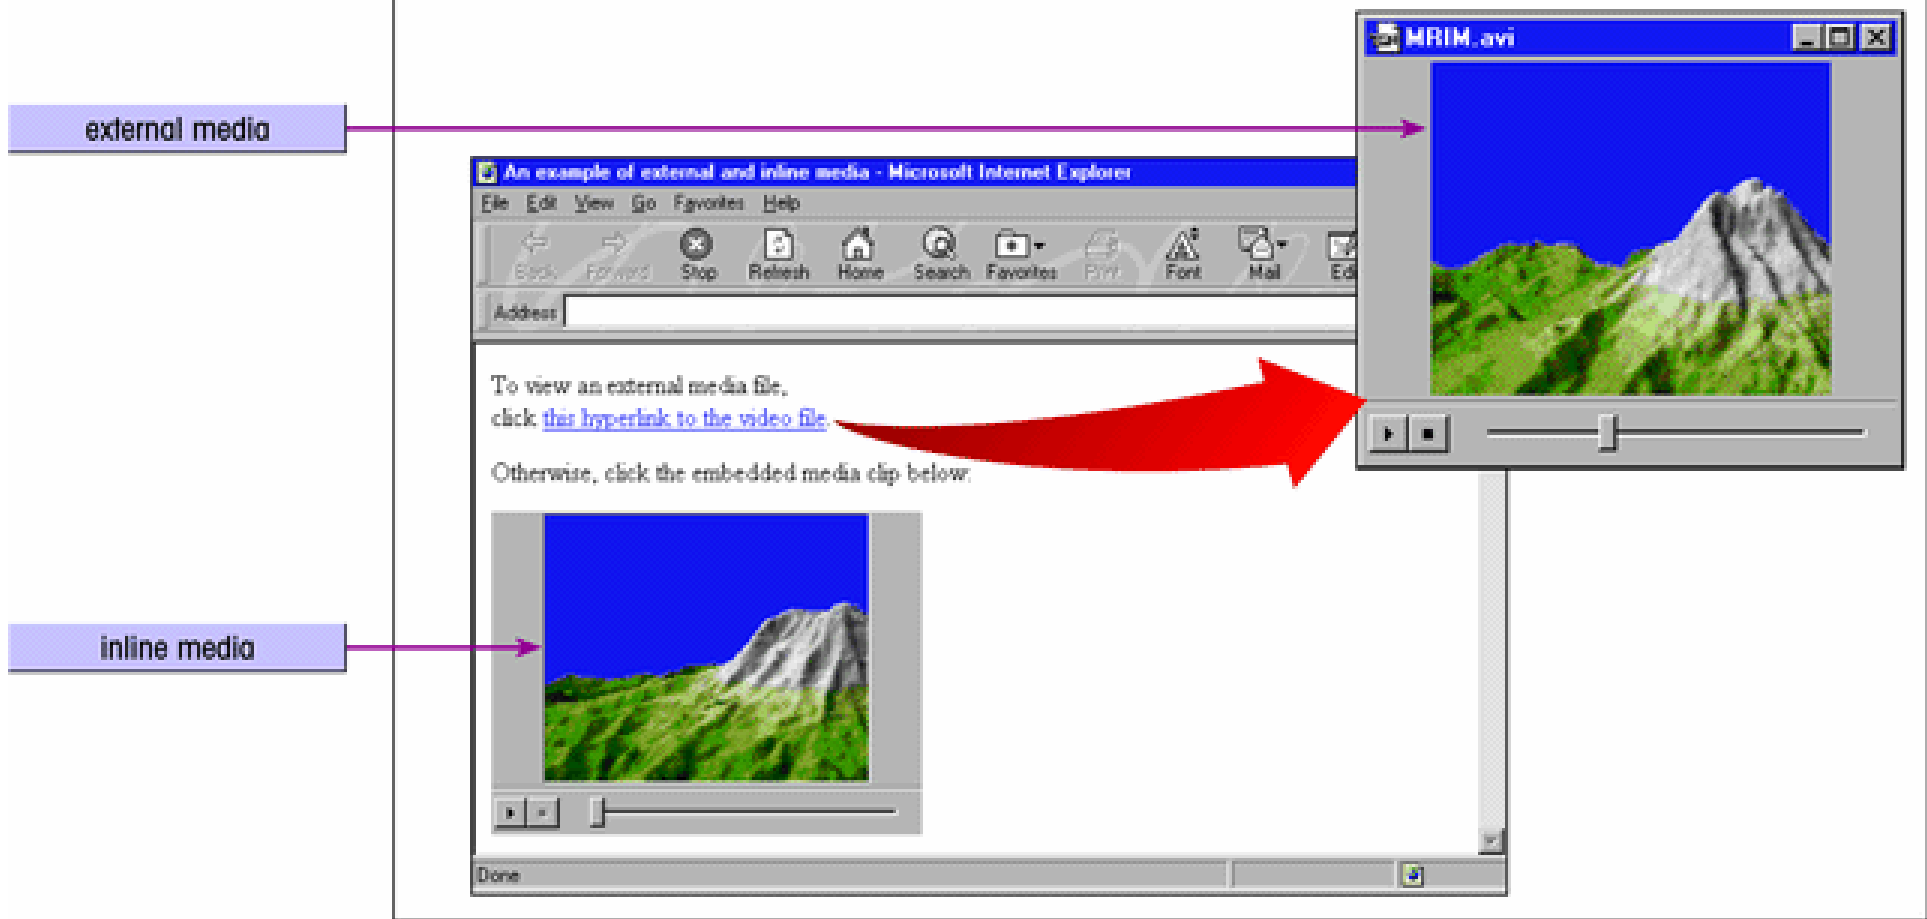 MRIM.avi
external media
An example of external and inline media - Microsoft Internet Explorer
File Edit View Go Favorites Help
Back Forward Stop Refresh Home Search Favorites Print Font Mail Edi
Address
To view an external media file,
click this hyperlink to the video file.
Otherwise, click the embedded media clip below.
inline media
Done